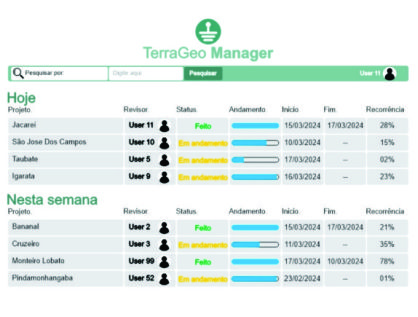 TerraGeo Manager
Pesquisar por: Digite aqui Pesquisar User 11
Hoje
Projeto Revisor Status Andamento Inicio Fim. Recorrência
Jacarei User 11 Feito 15/03/2024 17/03/2024 28%
São Jose Dos Campos User 10 Em andamento 10/03/2024 -- 15%
Taubate User 5 Em andamento 17/03/2024 -- 02%
Igarata User 9 Em andamento 16/03/2024 -- 23%
Nesta semana
Projeto Revisor Status Andamento Inicio Fim. Recorrência
Bananal User 2 Feito 15/03/2024 17/03/2024 21%
Cruzeiro User 3 Em andamento 11/03/2024 -- 35%
Monteiro Lobato User 99 Feito 17/03/2024 10/03/2024 78%
Pindamonhangaba User 52 Em andamento 23/02/2024 -- 01%